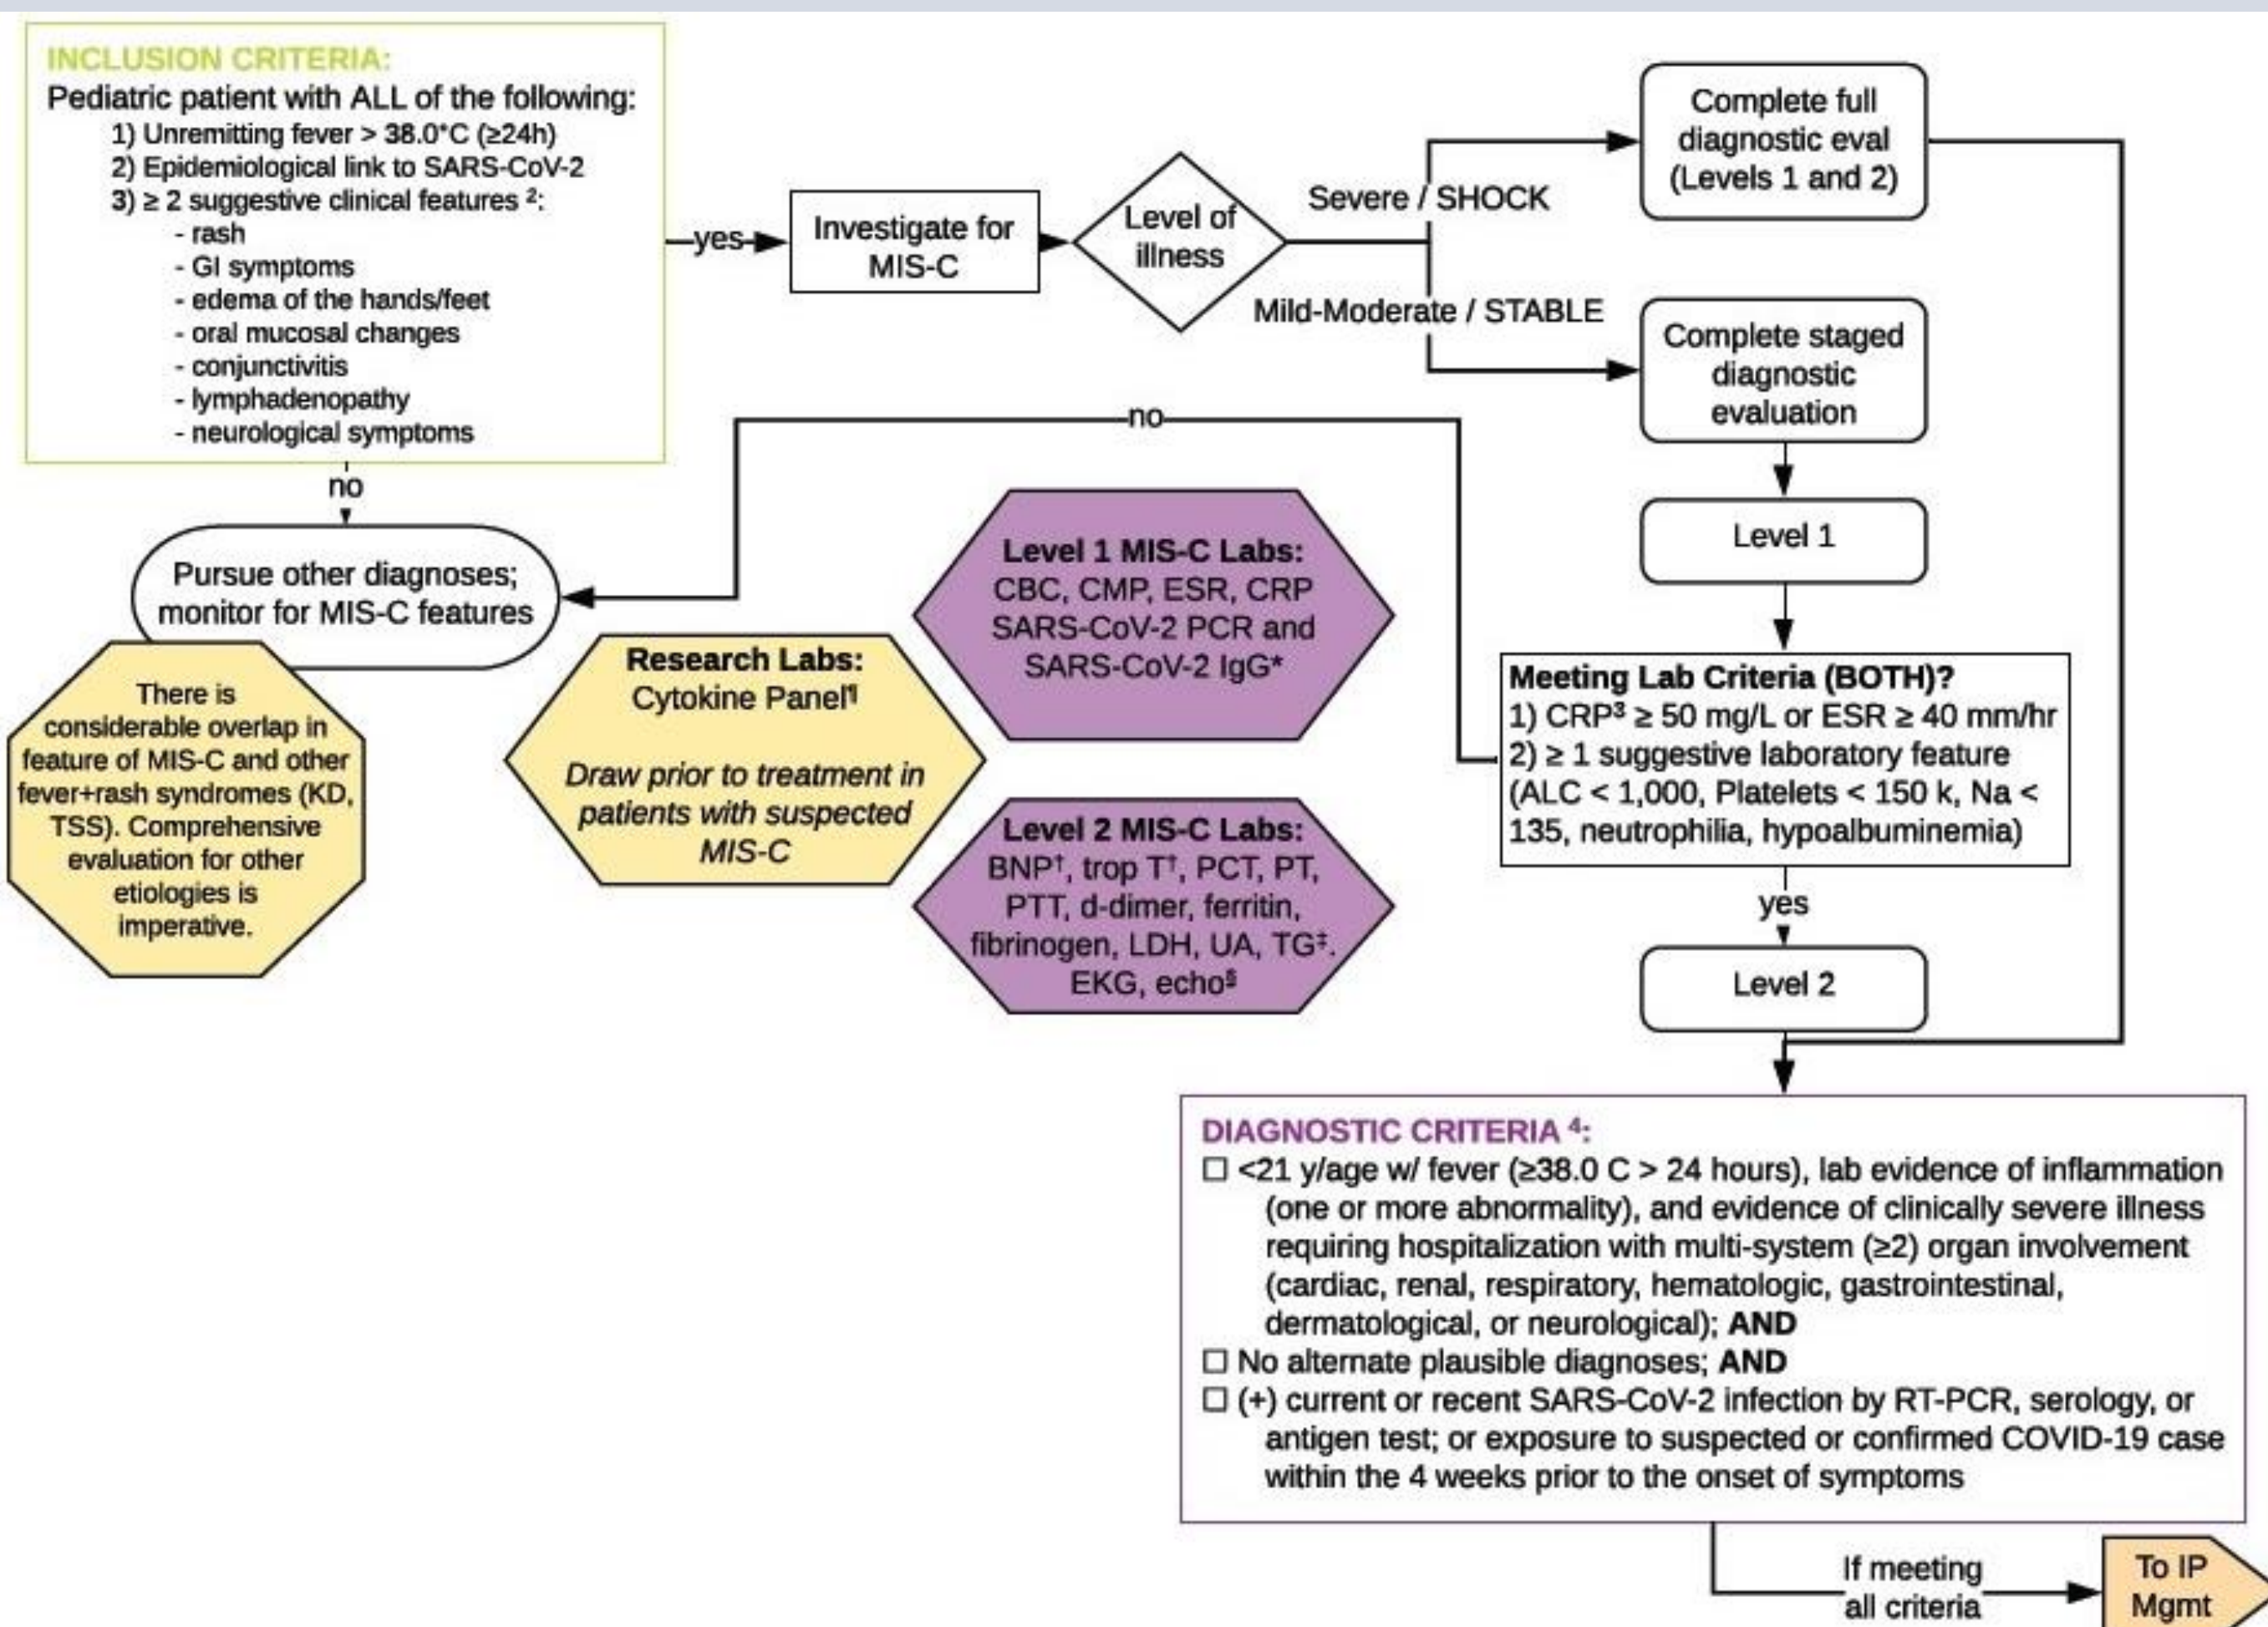 INCLUSION CRITERIA:
Pediatric patient with ALL of the following:
1) Unremitting fever > 38.0°C (≥24h)
2) Epidemiological link to SARS-CoV-2
3) ≥ 2 suggestive clinical features ²:
- rash
- GI symptoms
- edema of the hands/feet
- oral mucosal changes
- conjunctivitis
- lymphadenopathy
- neurological symptoms
yes
Investigate for
MIS-C
Level of
illness
Severe / SHOCK
Mild-Moderate / STABLE
Complete full
diagnostic eval
(Levels 1 and 2)
Complete staged
diagnostic
evaluation
Level 1
Meeting Lab Criteria (BOTH)?
1) CRP³ ≥ 50 mg/L or ESR ≥ 40 mm/hr
2) ≥ 1 suggestive laboratory feature
(ALC < 1,000, Platelets < 150 k, Na <
135, neutrophilia, hypoalbuminemia)
no
yes
Level 2
no
Pursue other diagnoses;
monitor for MIS-C features
There is
considerable overlap in
feature of MIS-C and other
fever+rash syndromes (KD,
TSS). Comprehensive
evaluation for other
etiologies is
imperative.
Research Labs:
Cytokine Panel¶
Draw prior to treatment in
patients with suspected
MIS-C
Level 1 MIS-C Labs:
CBC, CMP, ESR, CRP
SARS-CoV-2 PCR and
SARS-CoV-2 IgG*
Level 2 MIS-C Labs:
BNP†, trop T†, PCT, PT,
PTT, d-dimer, ferritin,
fibrinogen, LDH, UA, TG‡.
EKG, echo§
DIAGNOSTIC CRITERIA ⁴:
☐ <21 y/age w/ fever (≥38.0 C > 24 hours), lab evidence of inflammation
(one or more abnormality), and evidence of clinically severe illness
requiring hospitalization with multi-system (≥2) organ involvement
(cardiac, renal, respiratory, hematologic, gastrointestinal,
dermatological, or neurological); AND
☐ No alternate plausible diagnoses; AND
☐ (+) current or recent SARS-CoV-2 infection by RT-PCR, serology, or
antigen test; or exposure to suspected or confirmed COVID-19 case
within the 4 weeks prior to the onset of symptoms
If meeting
all criteria
To IP
Mgmt